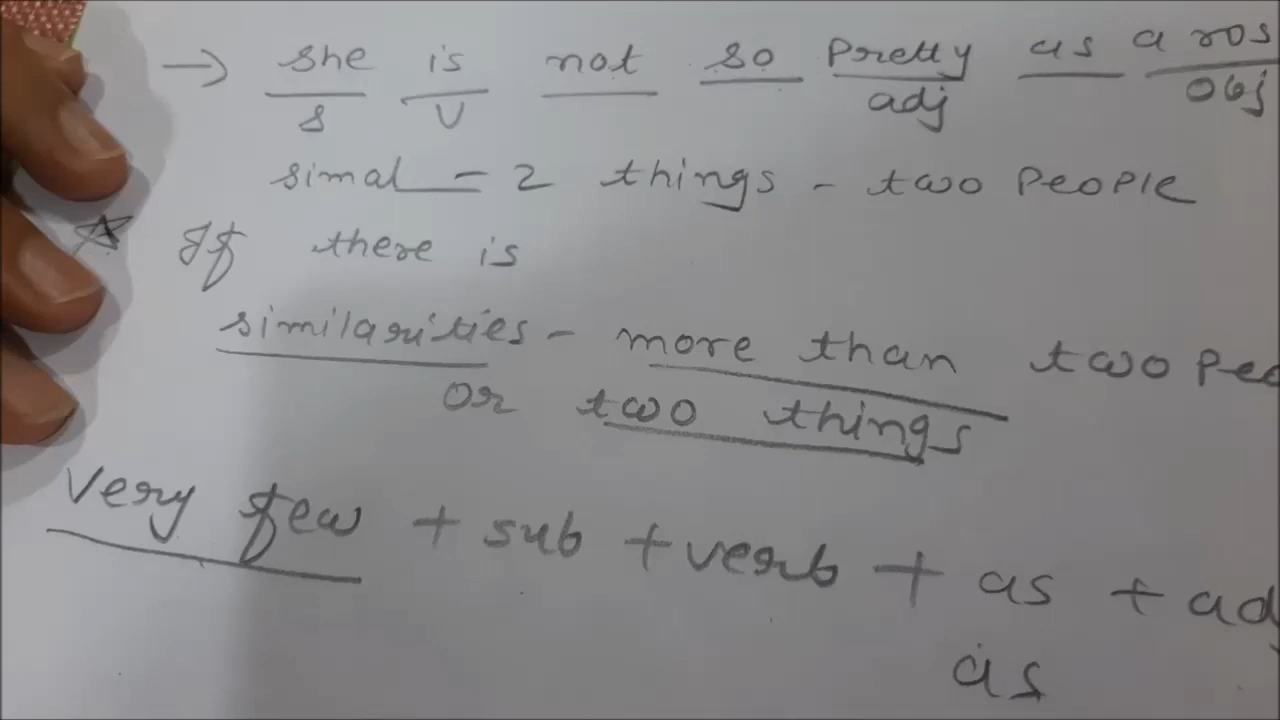 → she is not so Pretty as a ros
s v adj obj
simal - 2 things - two People
☆ If there is
similarities - more than two Peo
or two things
very few + sub + verb + as + ad
as